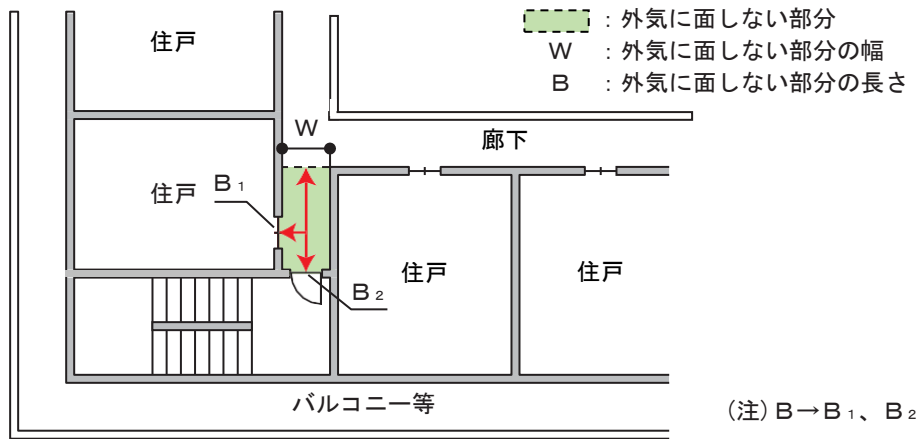 ：外気に面しない部分
W ：外気に面しない部分の幅
B ：外気に面しない部分の長さ
住戸
W
廊下
住戸
B₁
住戸
住戸
B₂
バルコニー等
(注) B→B₁、B₂